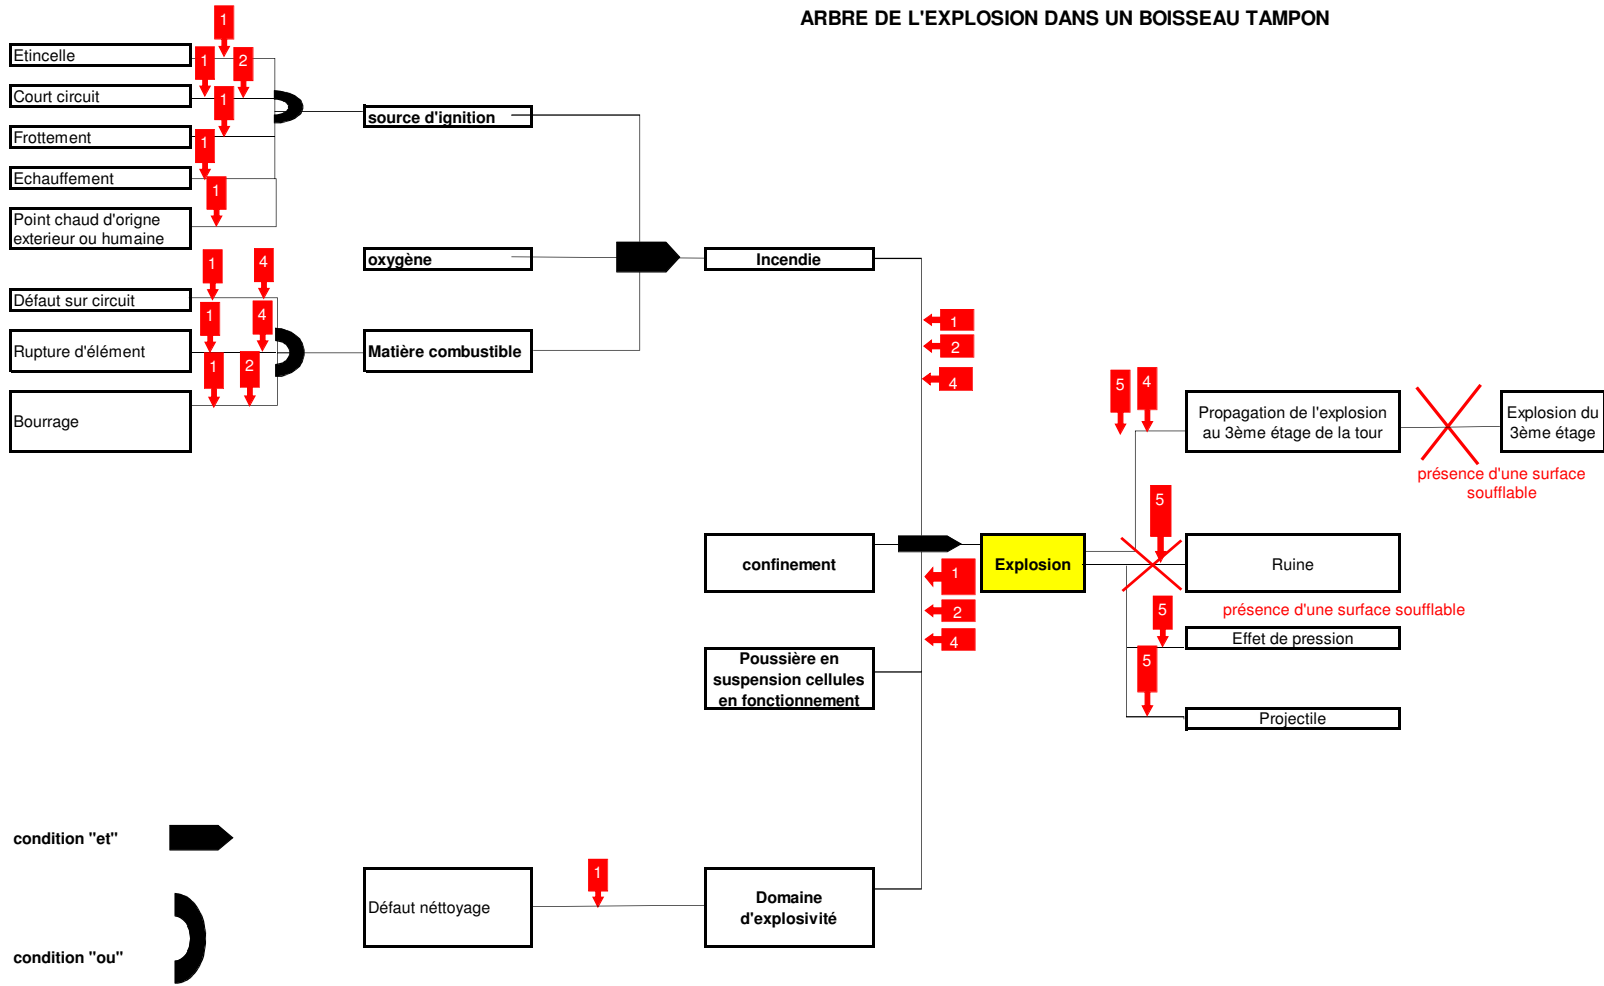 ARBRE DE L'EXPLOSION DANS UN BOISSEAU TAMPON
1
Etincelle
1
2
Court circuit
1
Frottement
1
Echauffement
1
Point chaud d'origne
exterieur ou humaine
source d'ignition
oxygène
Incendie
1
4
Défaut sur circuit
1
4
Rupture d'élément
1
2
Bourrage
Matière combustible
1
2
4
5
4
Propagation de l'explosion
au 3ème étage de la tour
Explosion du
3ème étage
présence d'une surface
soufflable
5
confinement
Explosion
Ruine
1
2
4
présence d'une surface soufflable
5
Effet de pression
5
Projectile
Poussière en
suspension cellules
en fonctionnement
condition "et"
1
Défaut néttoyage
Domaine
d'explosivité
condition "ou"